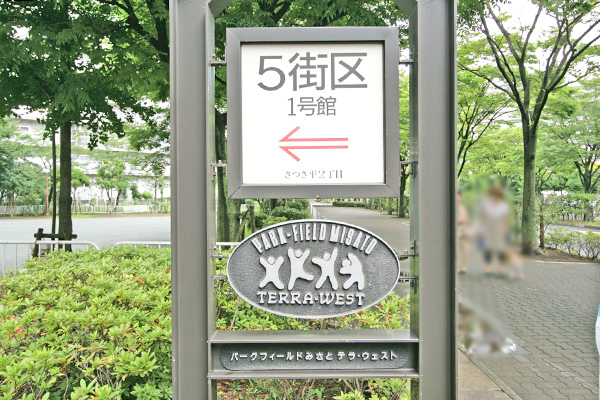 5街区
1号館
←
さつき平2丁目
PARK・FIELD MISATO
TERRA・WEST
パークフィールドみさと テラ・ウェスト